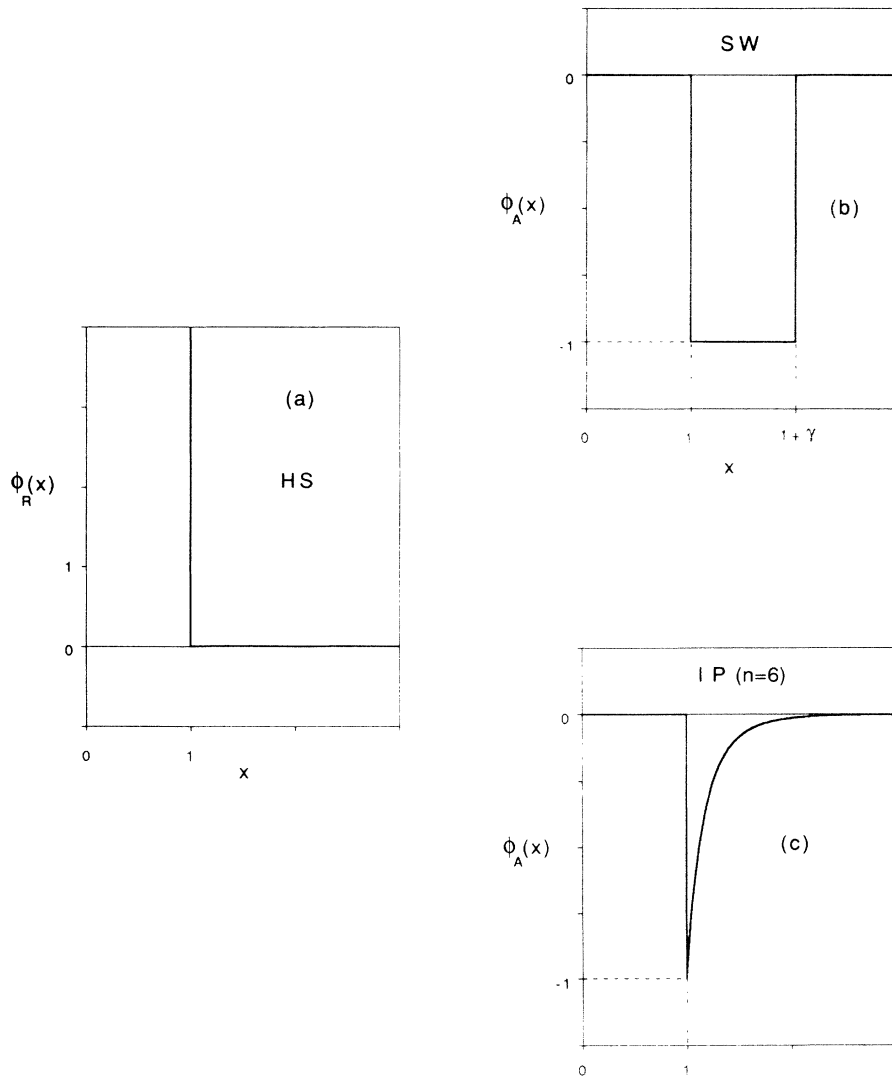 (a)
HS
ϕR(x)
1
0
0 1
x
SW
0
ϕA(x)
(b)
-1
0 1 1 + γ
x
I P (n=6)
0
ϕA(x)
(c)
-1
0 1